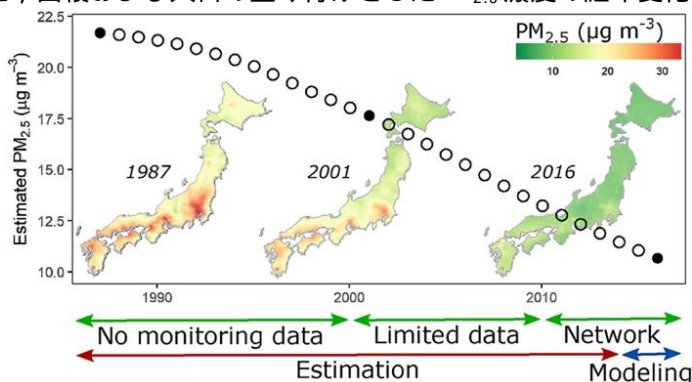 PM2.5 (μg m⁻³)
10 20 30
Estimated PM2.5 (μg m⁻³)
22.5
20.0
17.5
15.0
12.5
10.0
1987
2001
2016
1990 2000 2010
No monitoring data Limited data Network
Estimation Modeling